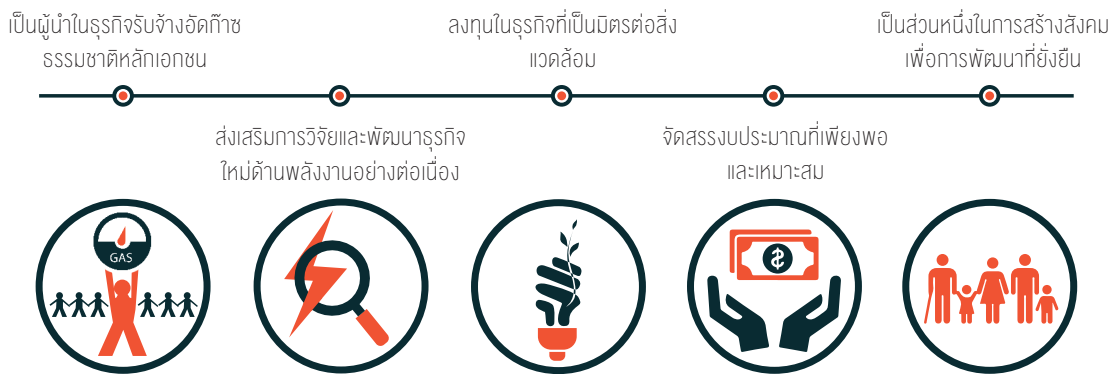 เป็นผู้นำในธุรกิจรับจ้างอัดก๊าซ
ธรรมชาติหลักเอกชน
ส่งเสริมการวิจัยและพัฒนาธุรกิจ
ใหม่ด้านพลังงานอย่างต่อเนื่อง
ลงทุนในธุรกิจที่เป็นมิตรต่อสิ่ง
แวดล้อม
จัดสรรงบประมาณที่เพียงพอ
และเหมาะสม
เป็นส่วนหนึ่งในการสร้างสังคม
เพื่อการพัฒนาที่ยั่งยืน
GAS
$